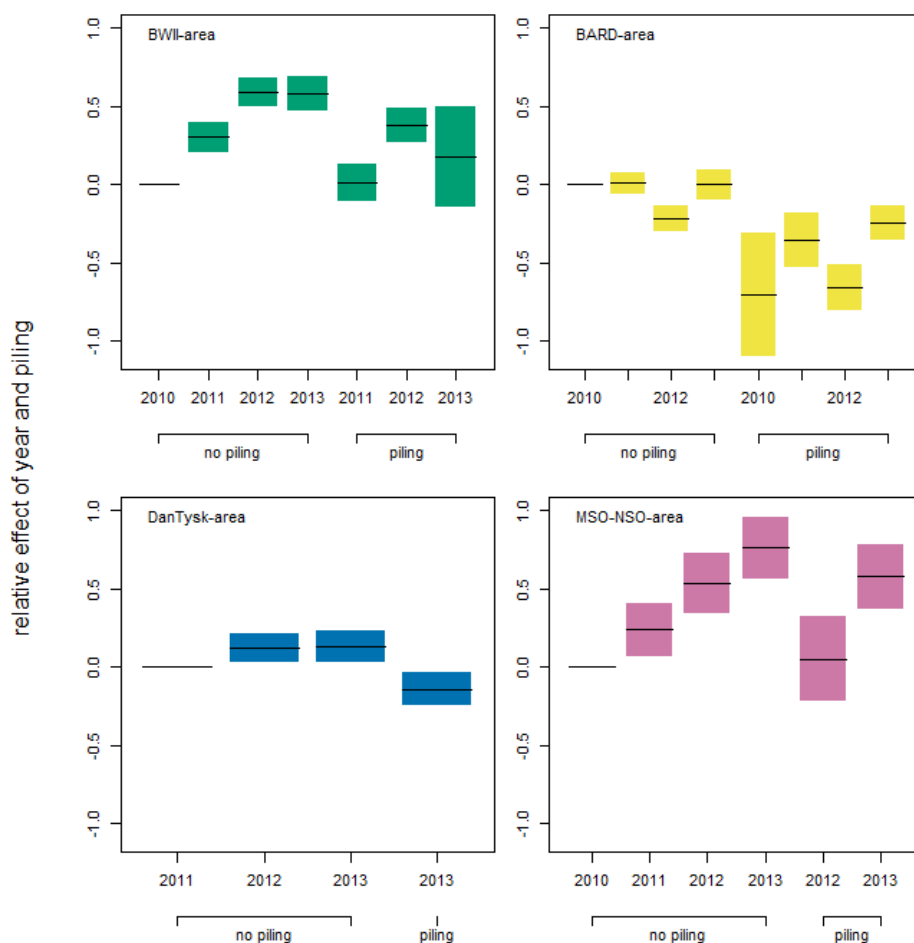 relative effect of year and piling
BWII-area
1.0
0.5
0.0
-0.5
-1.0
2010 2011 2012 2013 2011 2012 2013
no piling piling
BARD-area
1.0
0.5
0.0
-0.5
-1.0
2010 2012 2010 2012
no piling piling
DanTysk-area
1.0
0.5
0.0
-0.5
-1.0
2011 2012 2013 2013
no piling piling
MSO-NSO-area
1.0
0.5
0.0
-0.5
-1.0
2010 2011 2012 2013 2012 2013
no piling piling